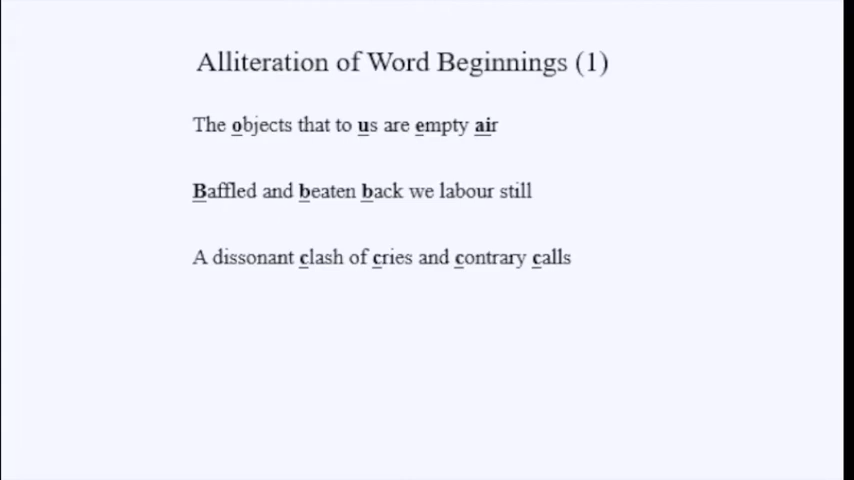 Alliteration of Word Beginnings (1)
The objects that to us are empty air
Baffled and beaten back we labour still
A dissonant clash of cries and contrary calls